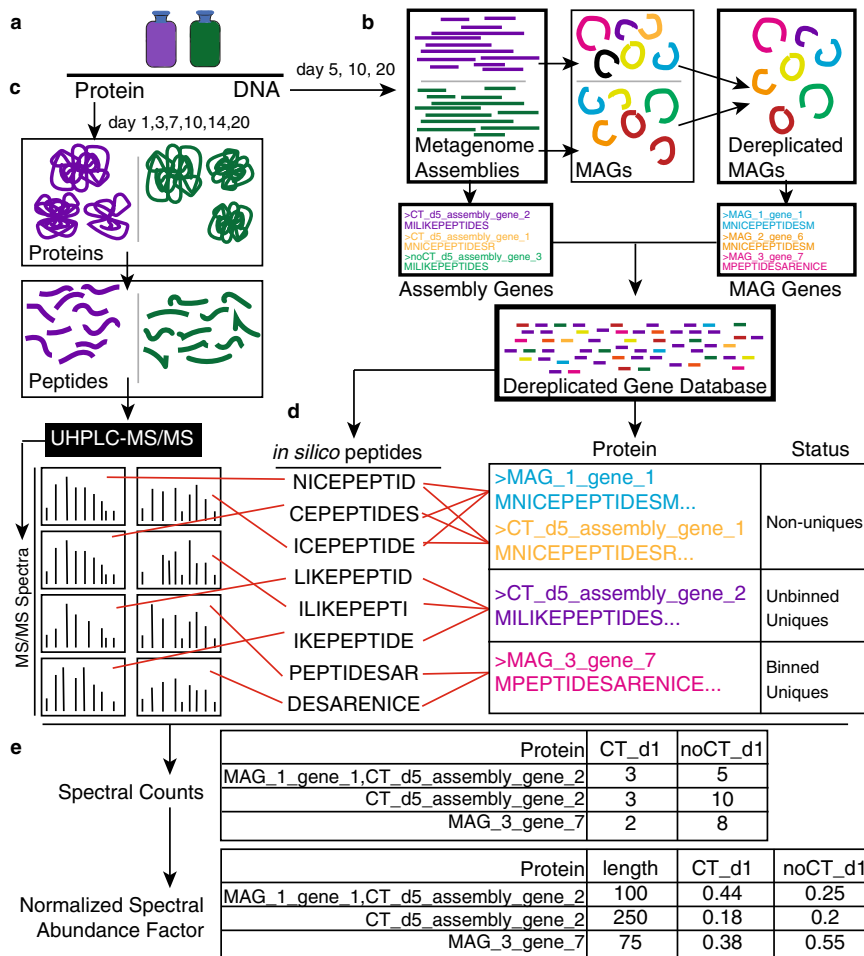 a
Protein
DNA
day 5, 10, 20
b
Metagenome
Assemblies
MAGs
Dereplicated
MAGs
>CT_d5_assembly_gene_2
MILIKEPEPTIDES
>CT_d5_assembly_gene_1
MNICEPEPTIDESR
>noCT_d5_assembly_gene_3
MILIKEPEPTIDES
Assembly Genes
>MAG_1_gene_1
MNICEPEPTIDESM
>MAG_2_gene_6
MNICEPEPTIDESM
>MAG_3_gene_7
MPEPTIDESARENICE
MAG Genes
Dereplicated Gene Database
c
day 1,3,7,10,14,20
Proteins
Peptides
UHPLC-MS/MS
MS/MS Spectra
d
in silico peptides
NICEPEPTID
CEPEPTIDES
ICEPEPTIDE
LIKEPEPTID
ILIKEPEPTI
IKEPEPTIDE
PEPTIDESAR
DESARENICE
Protein
Status
>MAG_1_gene_1
MNICEPEPTIDESM...
>CT_d5_assembly_gene_1
MNICEPEPTIDESR...
Non-uniques
>CT_d5_assembly_gene_2
MILIKEPEPTIDES...
Unbinned
Uniques
>MAG_3_gene_7
MPEPTIDESARENICE...
Binned
Uniques
e
Spectral Counts
Protein CT_d1 noCT_d1
MAG_1_gene_1,CT_d5_assembly_gene_2 3 5
CT_d5_assembly_gene_2 3 10
MAG_3_gene_7 2 8
Normalized Spectral
Abundance Factor
Protein length CT_d1 noCT_d1
MAG_1_gene_1,CT_d5_assembly_gene_2 100 0.44 0.25
CT_d5_assembly_gene_2 250 0.18 0.2
MAG_3_gene_7 75 0.38 0.55